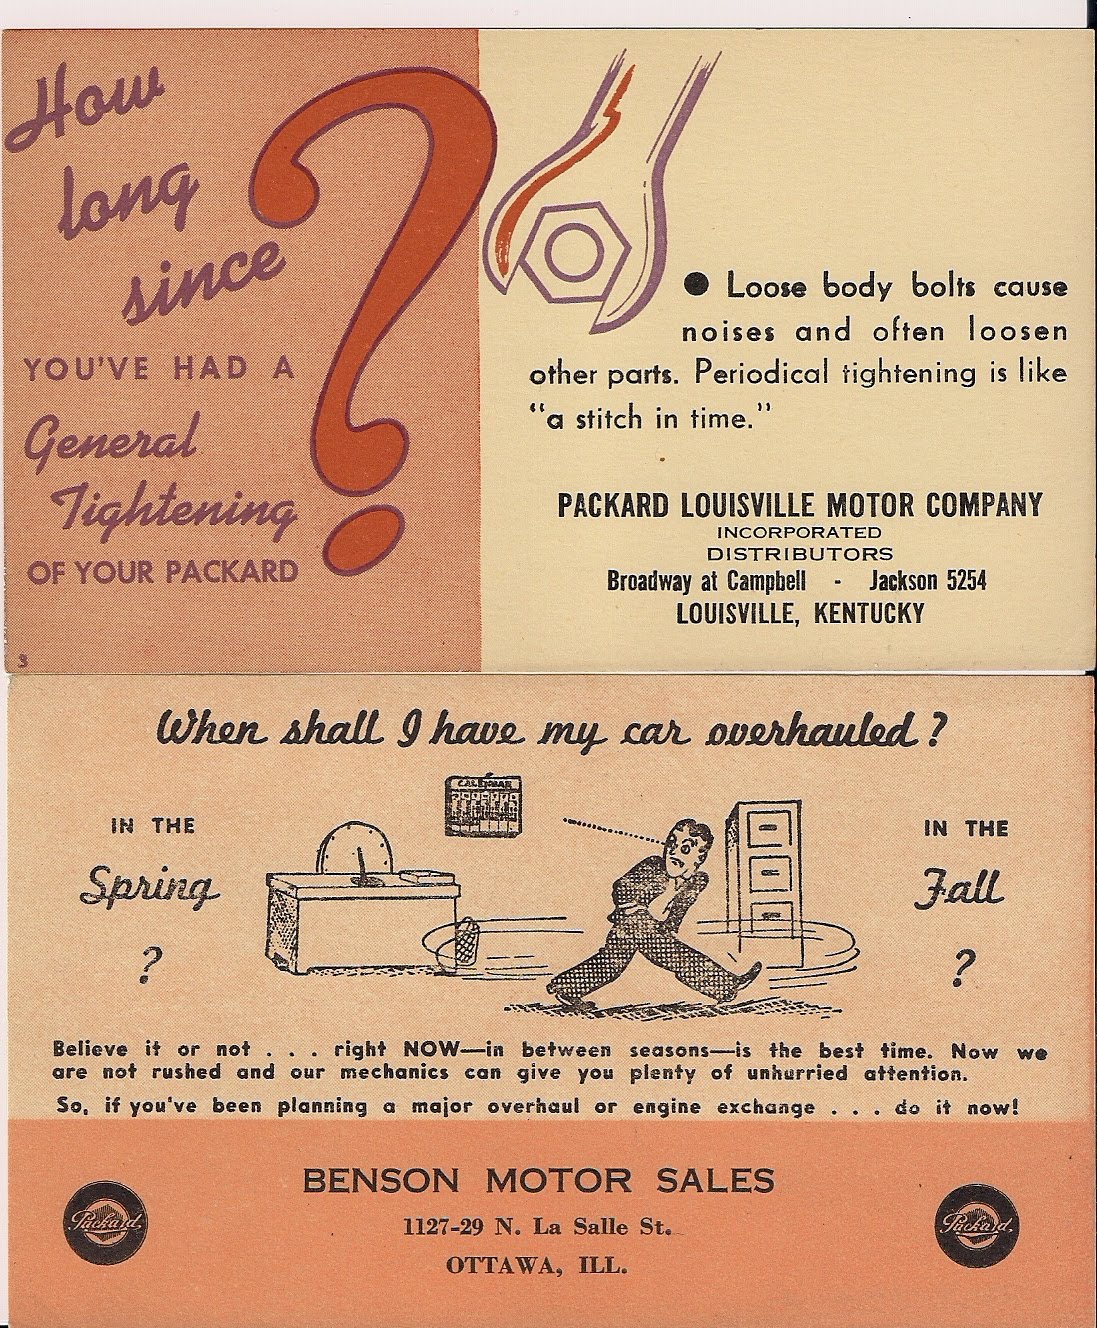 How
long
since
YOU'VE HAD A
General
Tightening
OF YOUR PACKARD
3
● Loose body bolts cause
noises and often loosen
other parts. Periodical tightening is like
"a stitch in time."
PACKARD LOUISVILLE MOTOR COMPANY
INCORPORATED
DISTRIBUTORS
Broadway at Campbell - Jackson 5254
LOUISVILLE, KENTUCKY
When shall I have my car overhauled?
CALENDAR
IN THE
Spring
?
IN THE
Fall
?
Believe it or not . . . right NOW—in between seasons—is the best time. Now we
are not rushed and our mechanics can give you plenty of unhurried attention.
So, if you've been planning a major overhaul or engine exchange . . . do it now!
BENSON MOTOR SALES
1127-29 N. La Salle St.
OTTAWA, ILL.
Packard
Packard